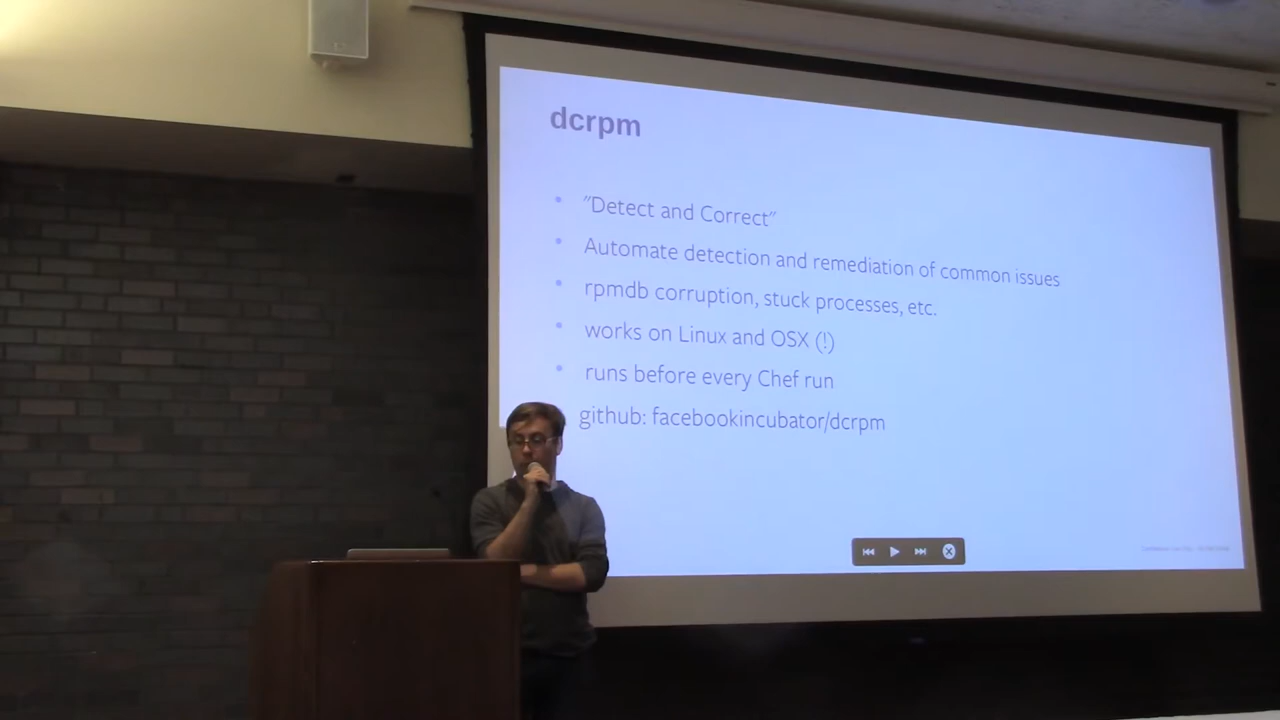 dcrpm
"Detect and Correct"
Automate detection and remediation of common issues
rpmdb corruption, stuck processes, etc.
works on Linux and OSX (!)
runs before every Chef run
github: facebookincubator/dcrpm